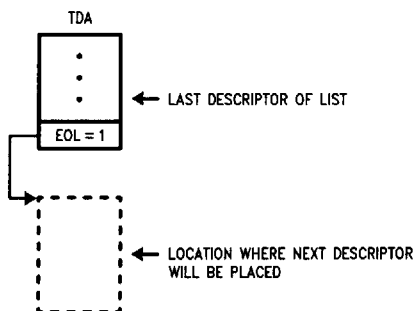 TDA
LAST DESCRIPTOR OF LIST
EOL = 1
LOCATION WHERE NEXT DESCRIPTOR
WILL BE PLACED